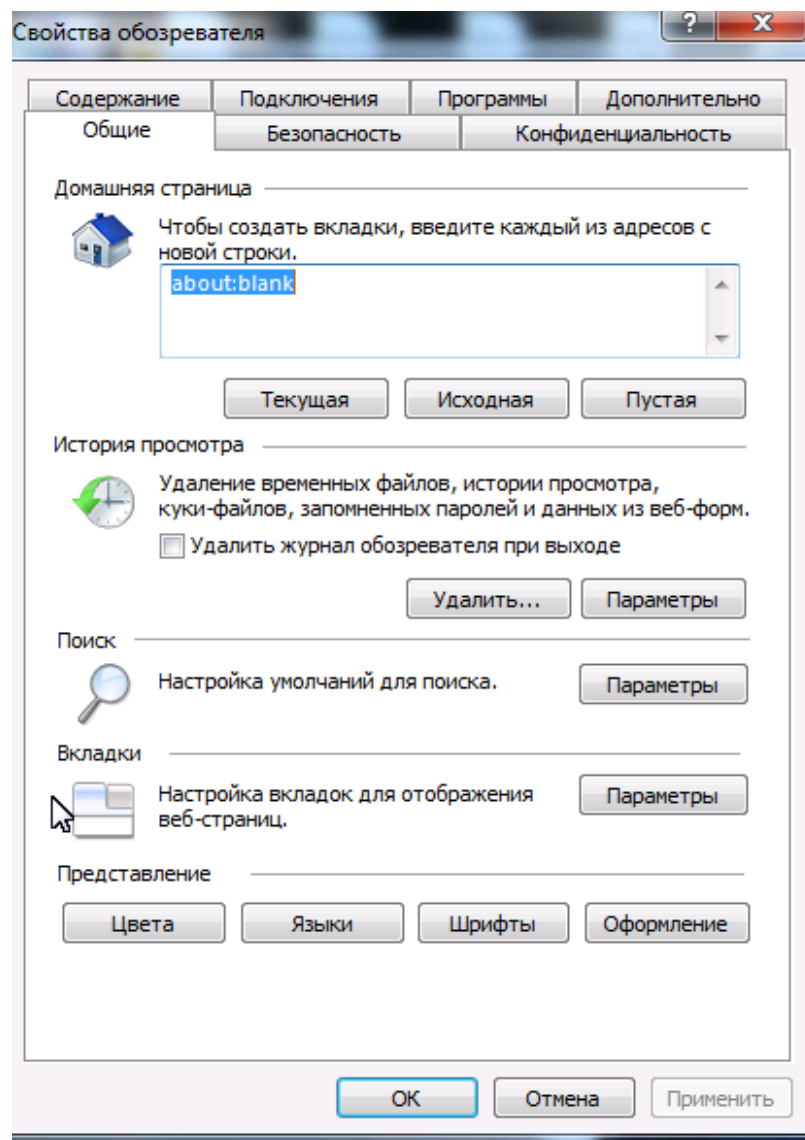 Свойства обозревателя
? X
Содержание Подключения Программы Дополнительно
Общие Безопасность Конфиденциальность
Домашняя страница
Чтобы создать вкладки, введите каждый из адресов с
новой строки.
about:blank
Текущая Исходная Пустая
История просмотра
Удаление временных файлов, истории просмотра,
куки-файлов, запомненных паролей и данных из веб-форм.
Удалить журнал обозревателя при выходе
Удалить... Параметры
Поиск
Настройка умолчаний для поиска.
Параметры
Вкладки
Настройка вкладок для отображения
веб-страниц.
Параметры
Представление
Цвета Языки Шрифты Оформление
ОК Отмена Применить